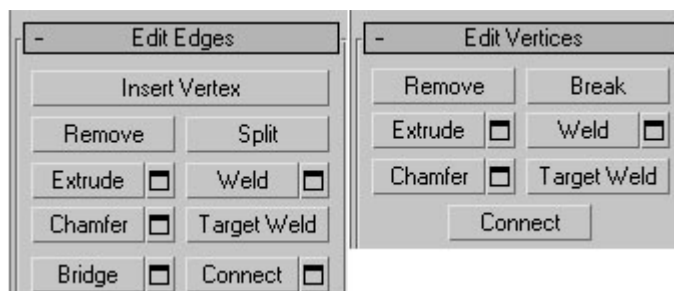 - Edit Edges
Insert Vertex
Remove Split
Extrude Weld
Chamfer Target Weld
Bridge Connect
- Edit Vertices
Remove Break
Extrude Weld
Chamfer Target Weld
Connect